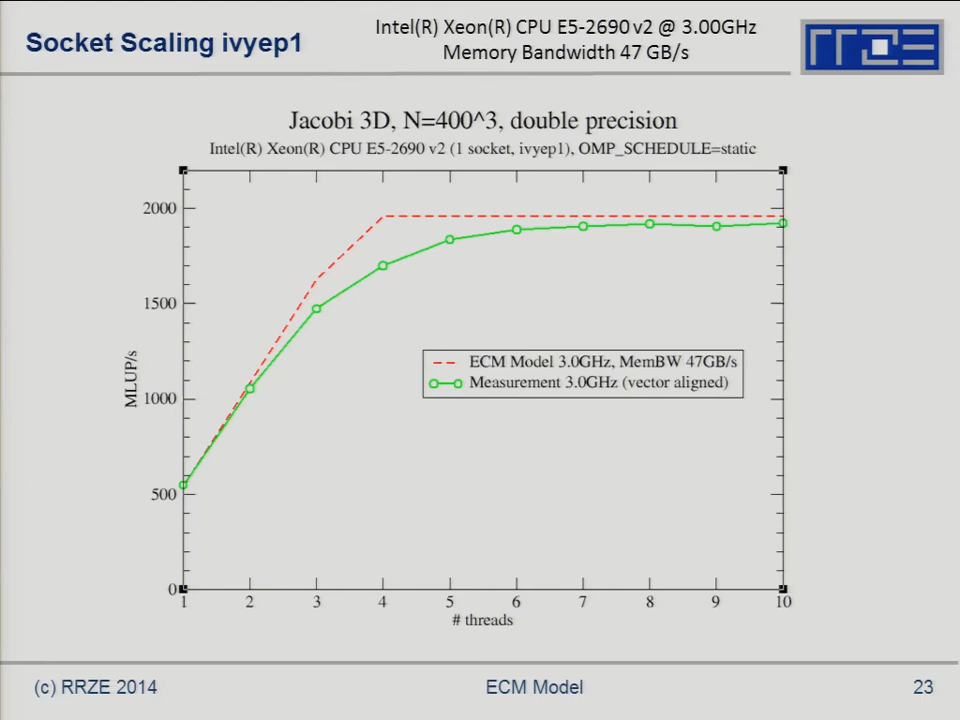 Socket Scaling ivyep1
Intel(R) Xeon(R) CPU E5-2690 v2 @ 3.00GHz
Memory Bandwidth 47 GB/s
RRZE
Jacobi 3D, N=400^3, double precision
Intel(R) Xeon(R) CPU E5-2690 v2 (1 socket, ivyep1), OMP_SCHEDULE=static
2000
1500
1000
500
0
MLUP/s
ECM Model 3.0GHz, MemBW 47GB/s
Measurement 3.0GHz (vector aligned)
1 2 3 4 5 6 7 8 9 10
# threads
(c) RRZE 2014
ECM Model
23